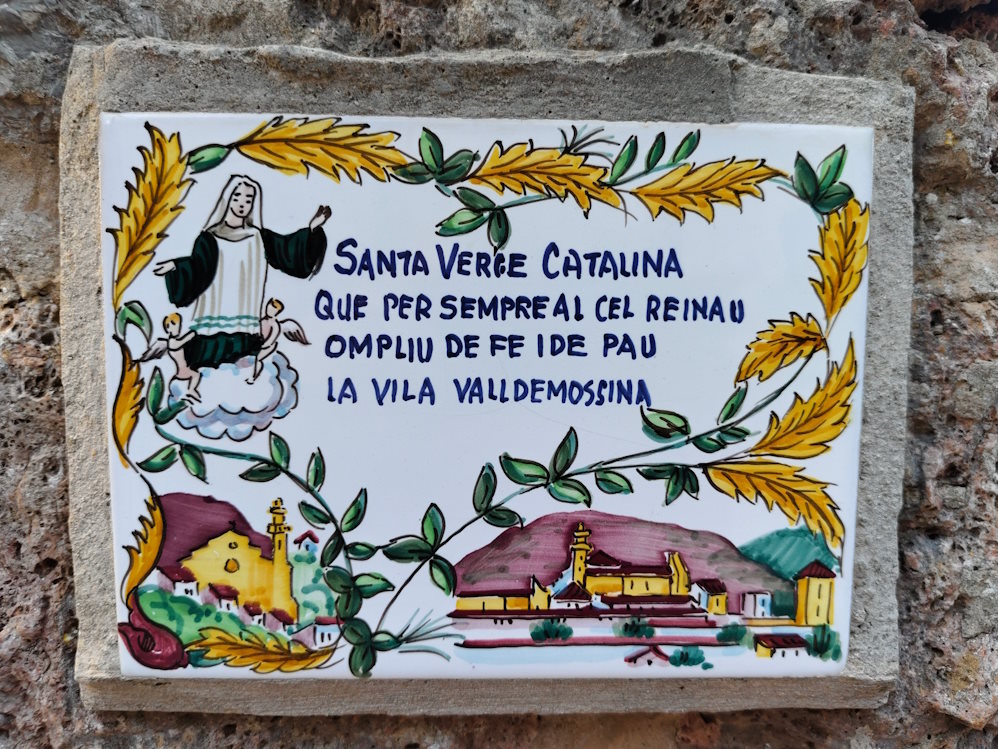 SANTA VERGE CATALINA
QUE PER SEMPRE AL CEL REINAU
OMPLIU DE FE I DE PAU
LA VILA VALLDEMOSSINA